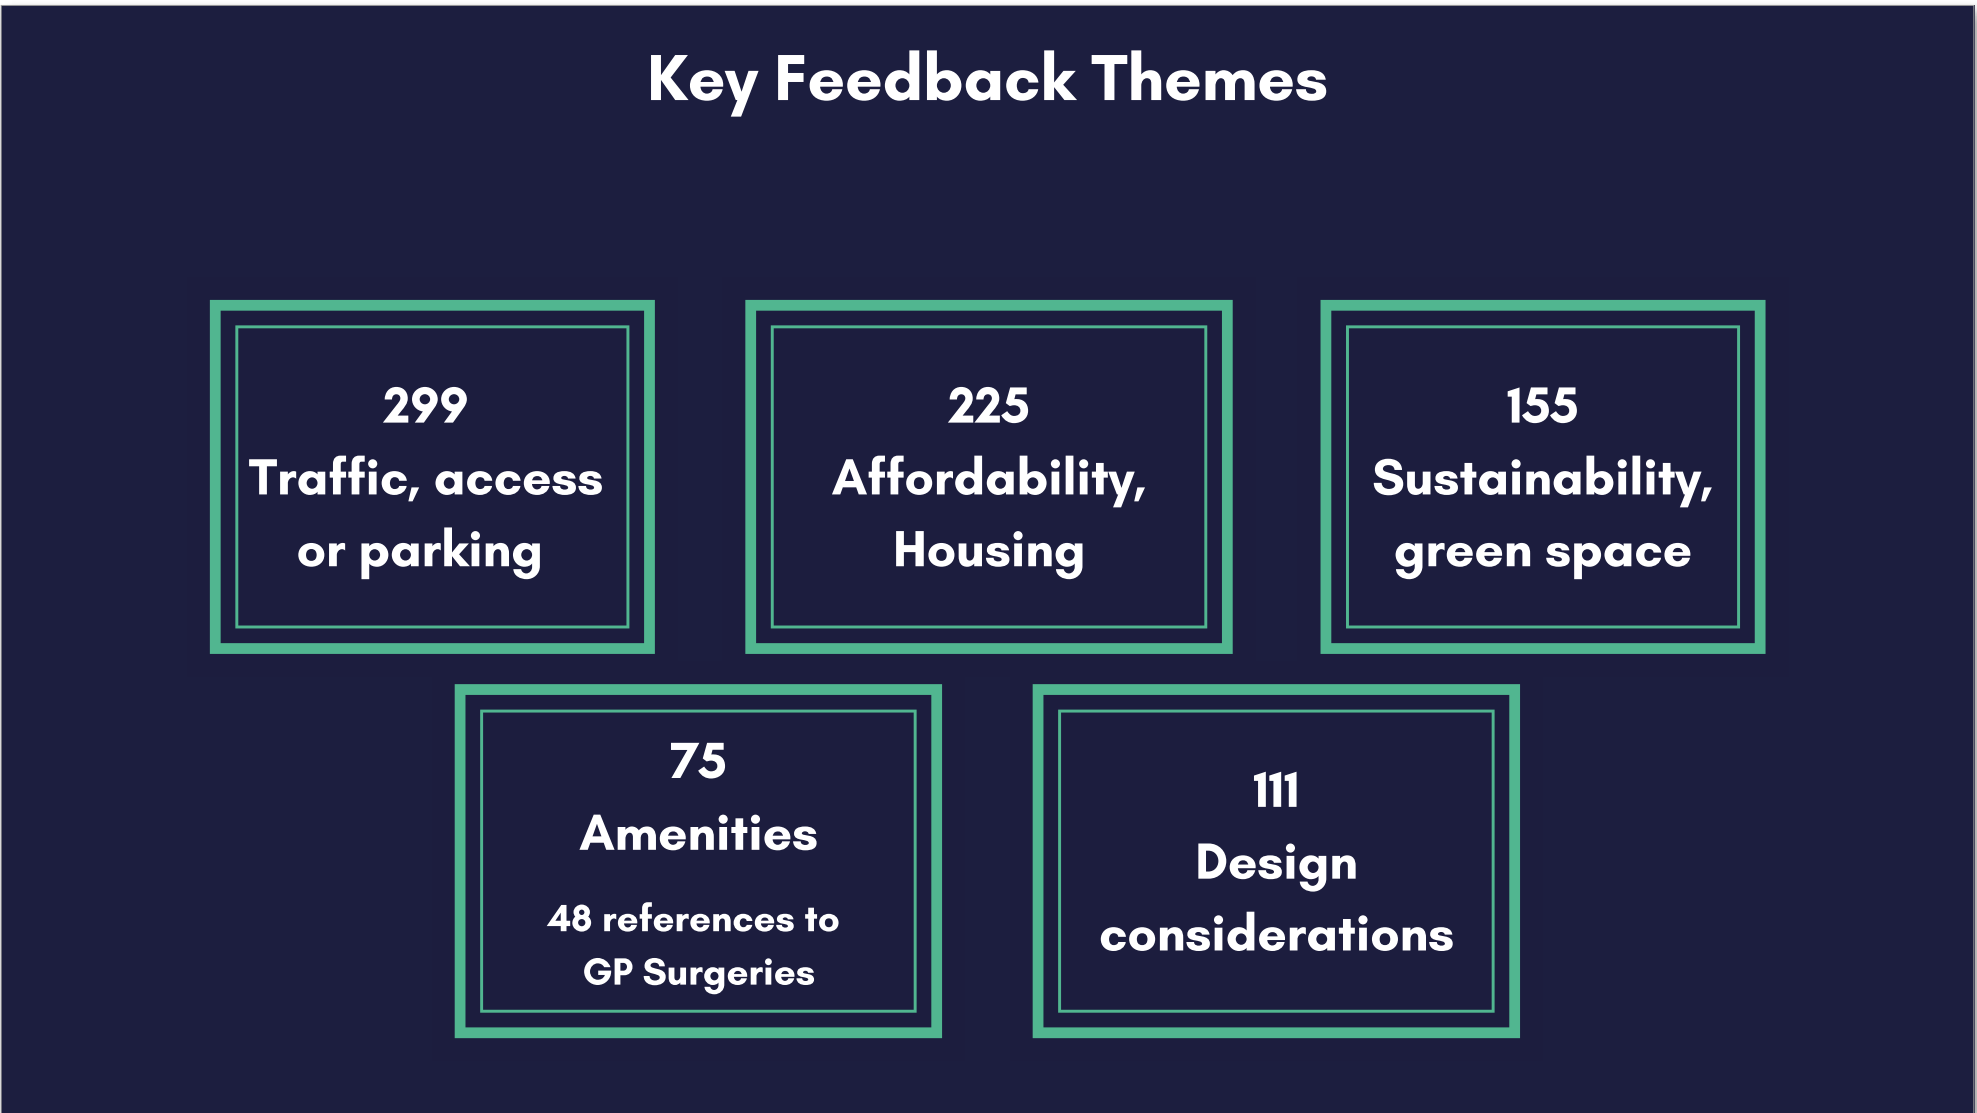 Key Feedback Themes
299
Traffic, access
or parking
225
Affordability,
Housing
155
Sustainability,
green space
75
Amenities
48 references to
GP Surgeries
111
Design
considerations